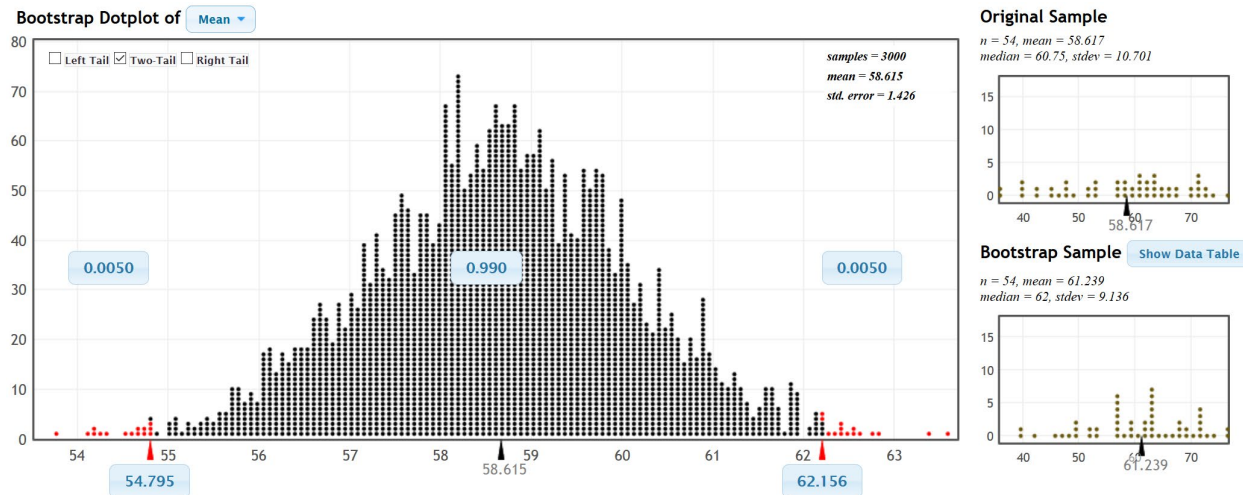 Bootstrap Dotplot of Mean
Left Tail Two-Tail Right Tail
samples = 3000
mean = 58.615
std. error = 1.426
80
70
60
50
40
30
20
10
0
0.0050 0.990 0.0050
54 55 56 57 58 59 60 61 62 63
58.615
54.795 62.156
Original Sample
n = 54, mean = 58.617
median = 60.75, stdev = 10.701
15
10
5
0
40 50 60 70
58.617
Bootstrap Sample Show Data Table
n = 54, mean = 61.239
median = 62, stdev = 9.136
15
10
5
0
40 50 60 70
61.239